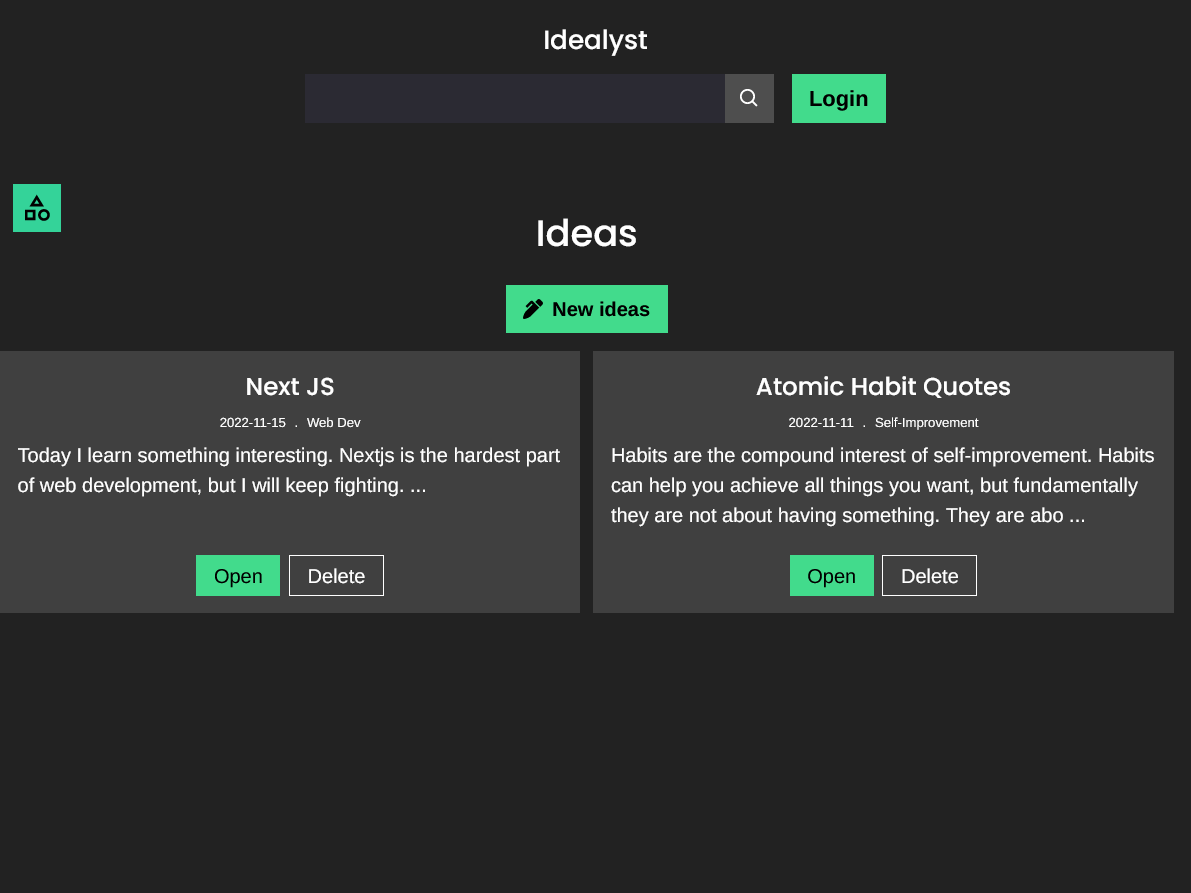 Idealyst
Login
Ideas
New ideas
Next JS
2022-11-15 . Web Dev
Today I learn something interesting. Nextjs is the hardest part
of web development, but I will keep fighting. ...
Open Delete
Atomic Habit Quotes
2022-11-11 . Self-Improvement
Habits are the compound interest of self-improvement. Habits
can help you achieve all things you want, but fundamentally
they are not about having something. They are abo ...
Open Delete